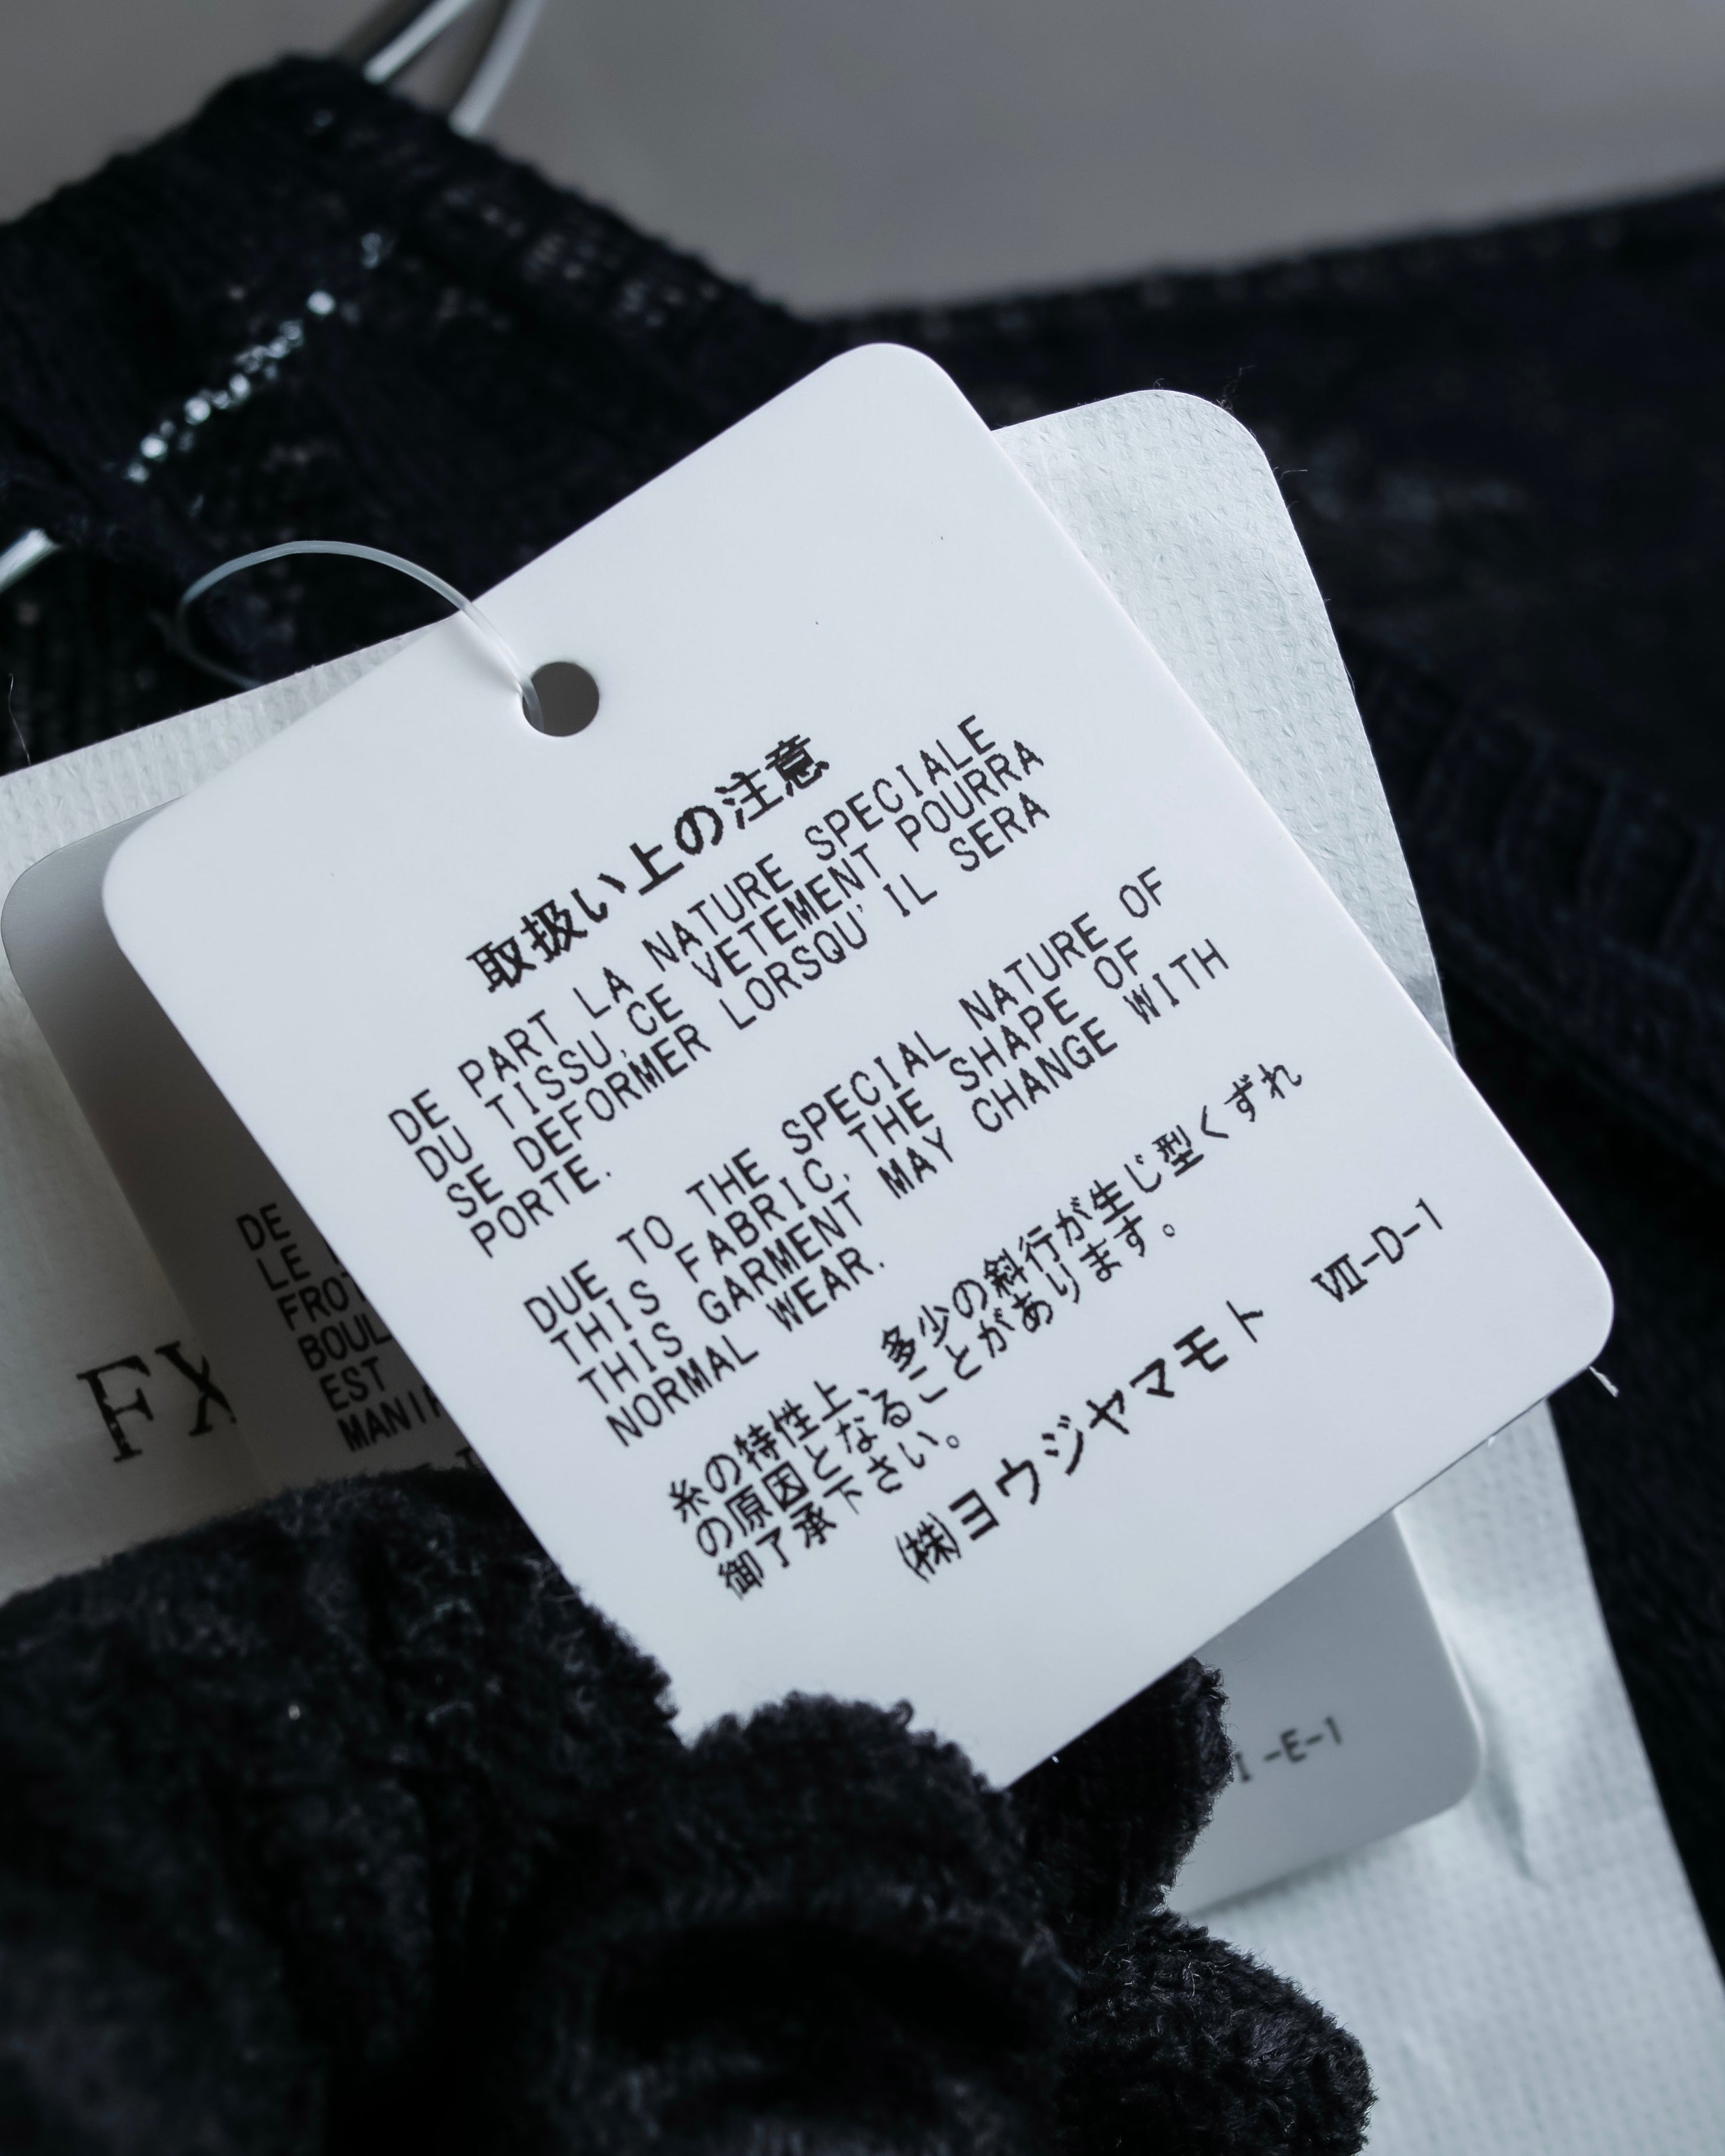 取扱い上の注意
DE PART LA NATURE SPECIALE
DU TISSU, CE VETEMENT POURRA
SE DEFORMER LORSQU' IL SERA
PORTE.
DUE TO THE SPECIAL NATURE OF
THIS FABRIC, THE SHAPE OF
THIS GARMENT MAY CHANGE WITH
NORMAL WEAR.
糸の特性上、多少の斜行が生じ型くずれ
の原因となることがあります。
御了承下さい。
㈱ヨウジヤマモト Ⅶ-D-1
DE
LE
FROT
BOUL
EST
MANIF
FX
I-E-1